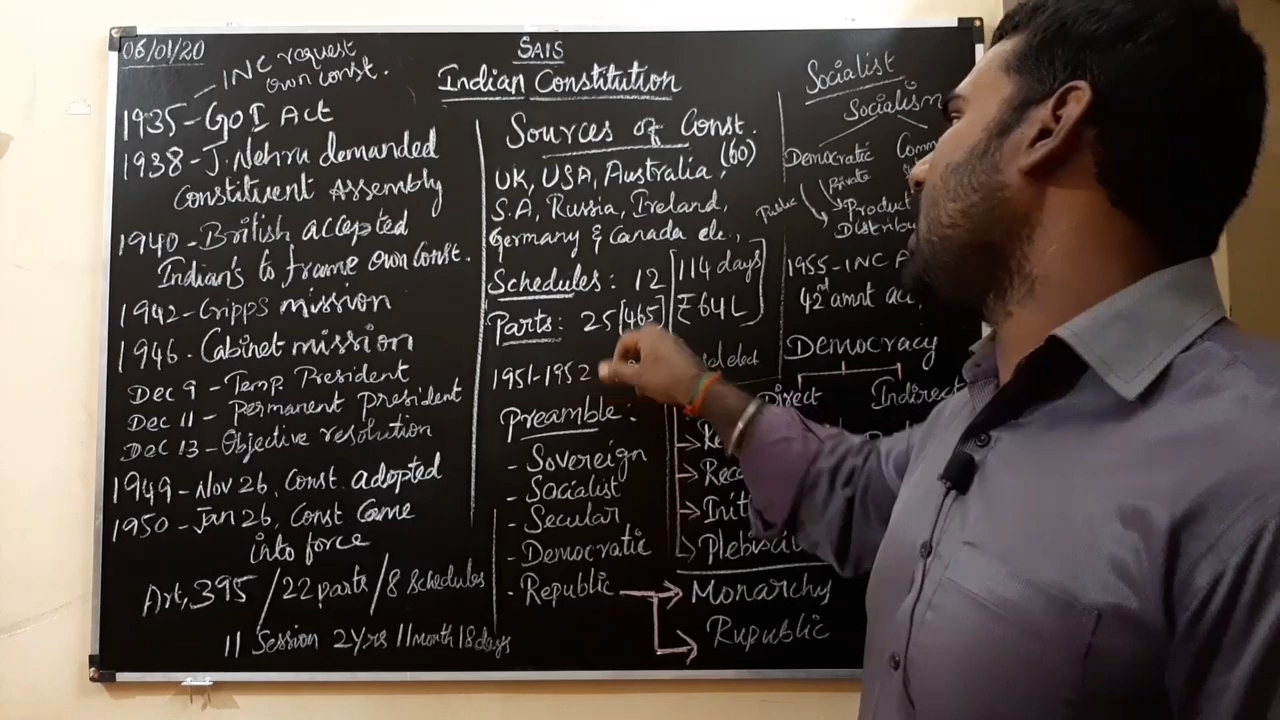 06/01/20
INC request
own const.
1935 - GoI Act
1938 - J. Nehru demanded
Constituent Assembly
1940 - British accepted
Indian's to frame own Const.
1942 - Cripps mission
1946 - Cabinet mission
Dec 9 - Temp. President
Dec 11 - Permanent president
Dec 13 - Objective resolution
1949 - Nov 26, Const adopted
1950 - Jan 26, Const Came
into force
Art, 395 / 22 parts / 8 schedules
11 Session 2 yrs 11 month 18 days
SAIS
Indian Constitution
Sources of Const.
UK, USA, Australia, (60)
S.A, Russia, Ireland,
Germany & Canada etc.,
Schedules: 12 [114 days
Parts: 25 [465] ₹64L]
1951-1952
elect
Preamble:
- Sovereign
- Socialist
- Secular
- Democratic
- Republic
Monarchy
Rupublic
Socialist
Socialism
Democratic
Public
Private
Product
1955 - INC
42nd amnt act
Democracy
Direct Indirect